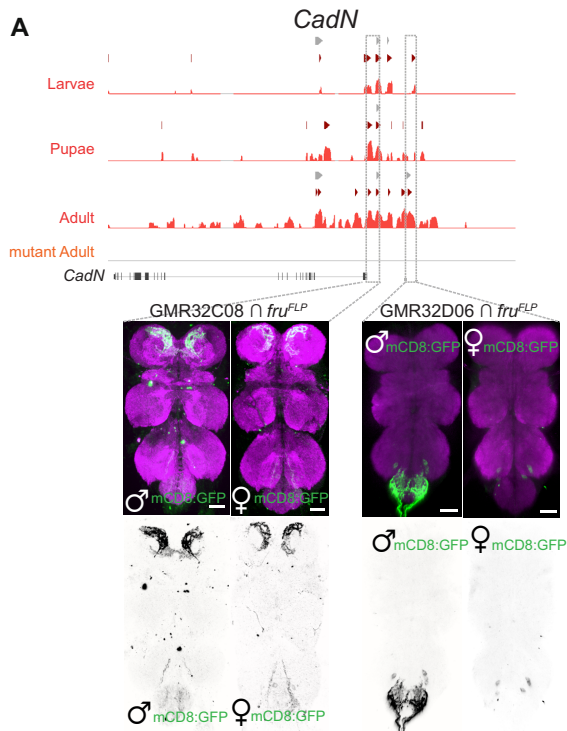 A
CadN
Larvae
Pupae
Adult
mutant Adult
CadN
GMR32C08 ∩ fruFLP
GMR32D06 ∩ fruFLP
♂ mCD8:GFP
♀ mCD8:GFP
♂ mCD8:GFP
♀ mCD8:GFP
♂ mCD8:GFP
♀ mCD8:GFP
♂ mCD8:GFP
♀ mCD8:GFP